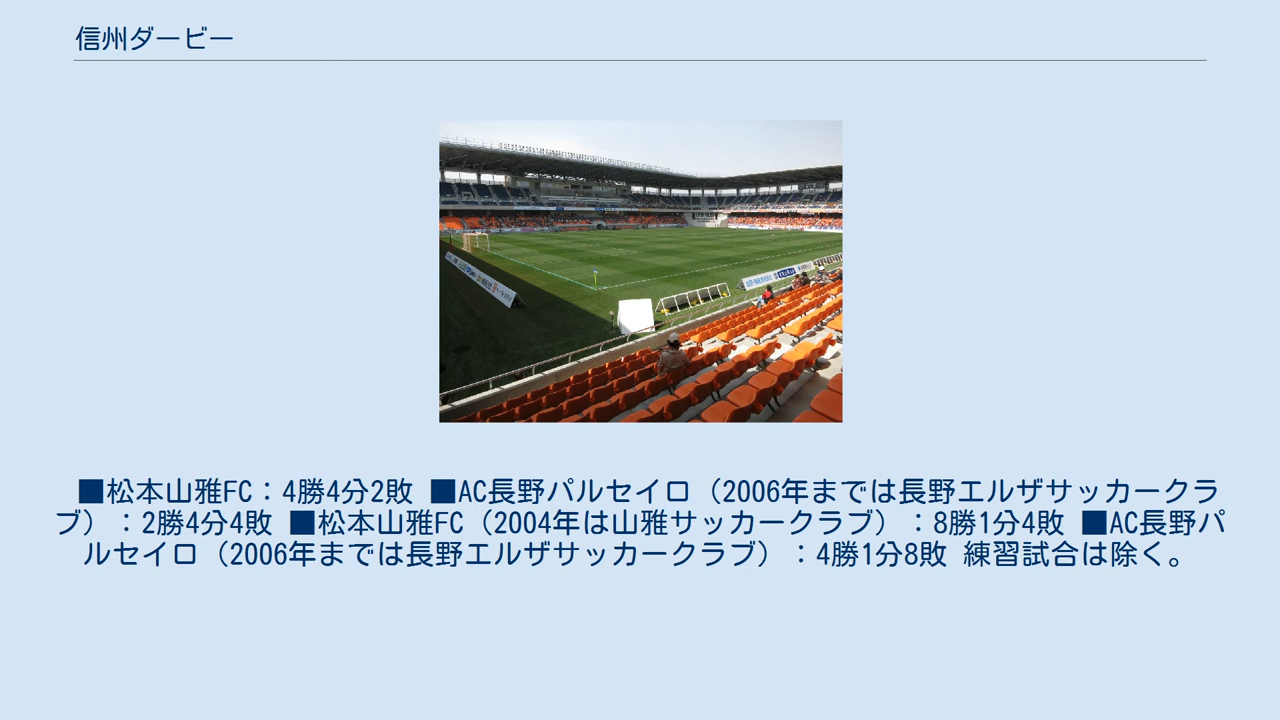 信州ダービー
■松本山雅FC：4勝4分2敗 ■AC長野パルセイロ（2006年までは長野エルザサッカークラ
ブ）：2勝4分4敗 ■松本山雅FC（2004年は山雅サッカークラブ）：8勝1分4敗 ■AC長野パ
ルセイロ（2006年までは長野エルザサッカークラブ）：4勝1分8敗 練習試合は除く。